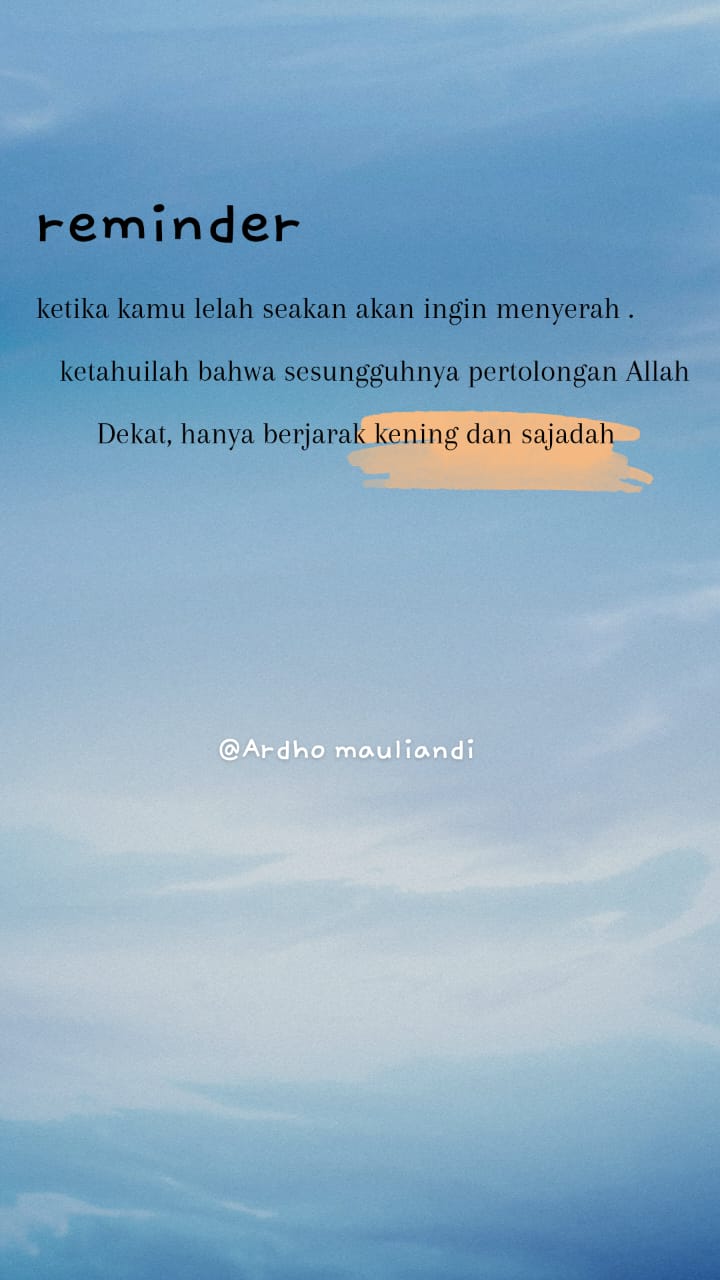 reminder
ketika kamu lelah seakan akan ingin menyerah .
ketahuilah bahwa sesungguhnya pertolongan Allah
Dekat, hanya berjarak kening dan sajadah
@Ardho mauliandi